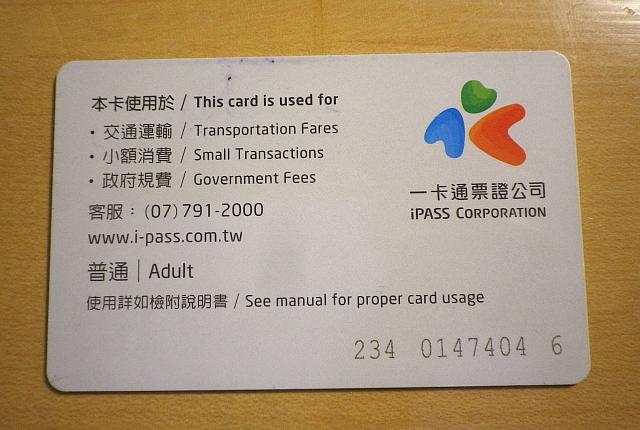 本卡使用於 / This card is used for
・交通運輸 / Transportation Fares
・小額消費 / Small Transactions
・政府規費 / Government Fees
客服：(07)791-2000
www.i-pass.com.tw
普通│Adult
使用詳如檢附說明書 / See manual for proper card usage
一卡通票證公司
iPASS CORPORATION
234 0147404 6